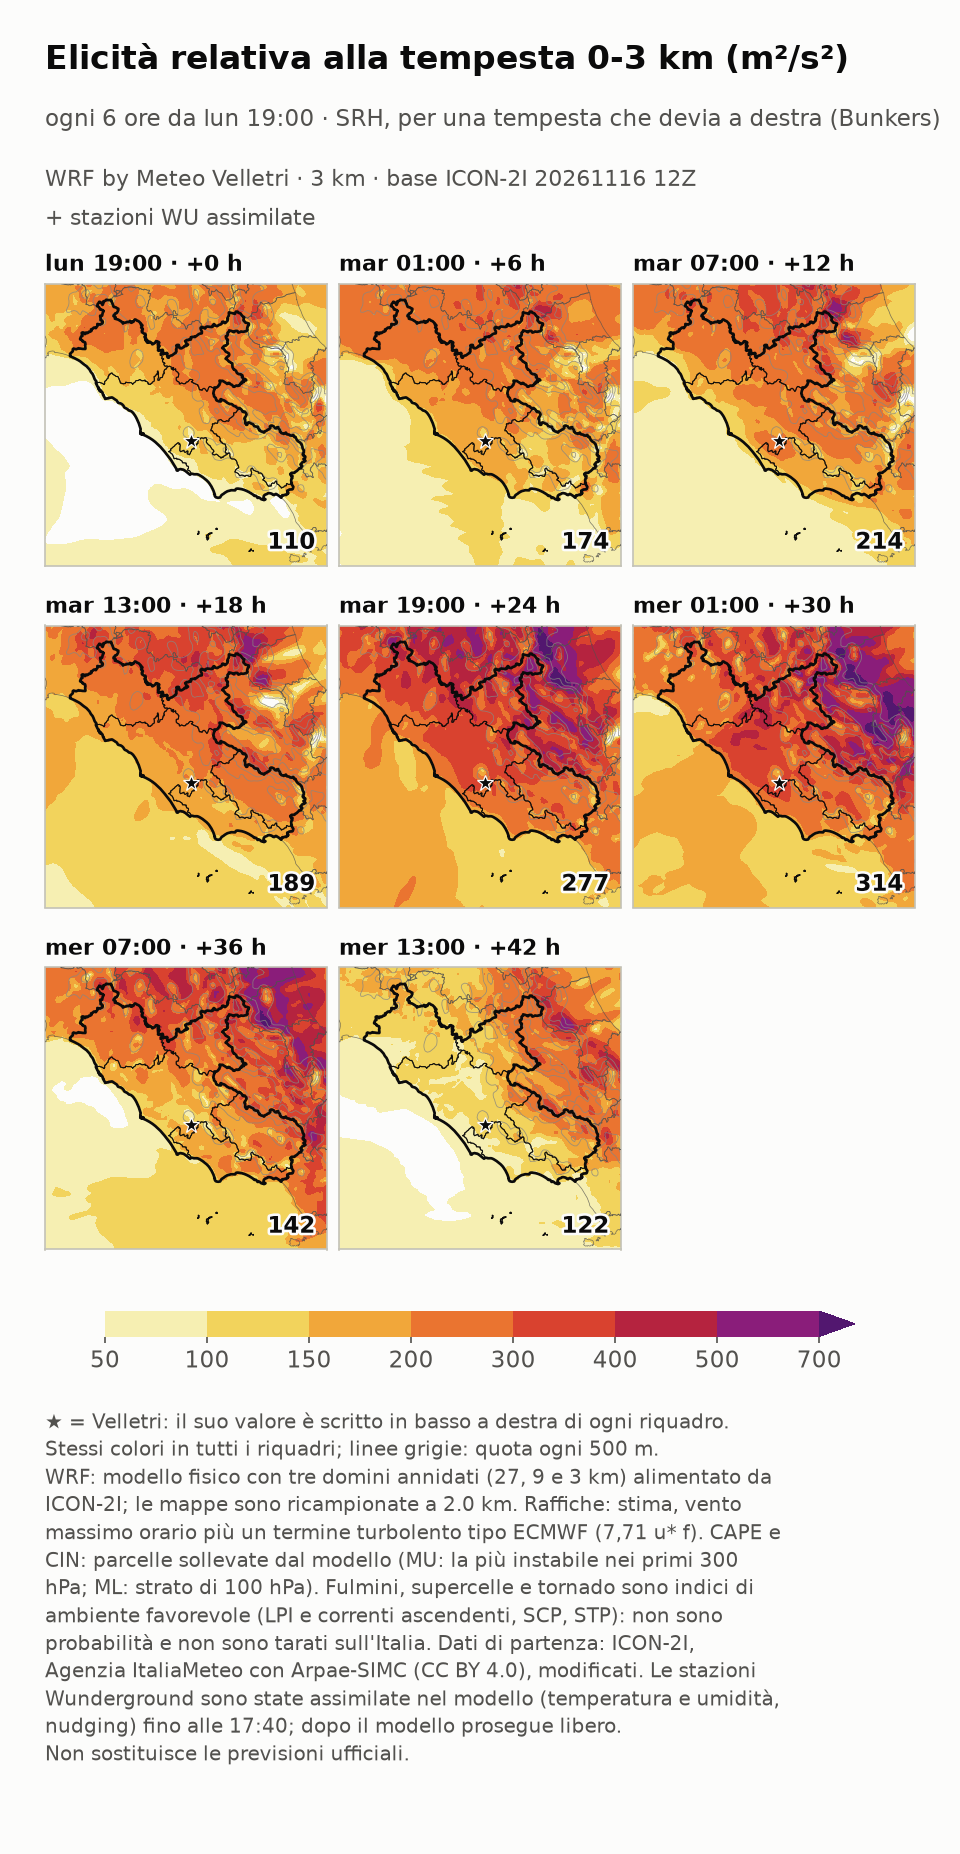 Elicità relativa alla tempesta 0-3 km (m²/s²)
ogni 6 ore da lun 19:00 · SRH, per una tempesta che devia a destra (Bunkers)
WRF by Meteo Velletri · 3 km · base ICON-2I 20261116 12Z
+ stazioni WU assimilate
lun 19:00 · +0 h
mar 01:00 · +6 h
mar 07:00 · +12 h
110
174
214
mar 13:00 · +18 h
mar 19:00 · +24 h
mer 01:00 · +30 h
189
277
314
mer 07:00 · +36 h
mer 13:00 · +42 h
142
122
50 100 150 200 300 400 500 700
★ = Velletri: il suo valore è scritto in basso a destra di ogni riquadro.
Stessi colori in tutti i riquadri; linee grigie: quota ogni 500 m.
WRF: modello fisico con tre domini annidati (27, 9 e 3 km) alimentato da
ICON-2I; le mappe sono ricampionate a 2.0 km. Raffiche: stima, vento
massimo orario più un termine turbolento tipo ECMWF (7,71 u* f). CAPE e
CIN: parcelle sollevate dal modello (MU: la più instabile nei primi 300
hPa; ML: strato di 100 hPa). Fulmini, supercelle e tornado sono indici di
ambiente favorevole (LPI e correnti ascendenti, SCP, STP): non sono
probabilità e non sono tarati sull'Italia. Dati di partenza: ICON-2I,
Agenzia ItaliaMeteo con Arpae-SIMC (CC BY 4.0), modificati. Le stazioni
Wunderground sono state assimilate nel modello (temperatura e umidità,
nudging) fino alle 17:40; dopo il modello prosegue libero.
Non sostituisce le previsioni ufficiali.